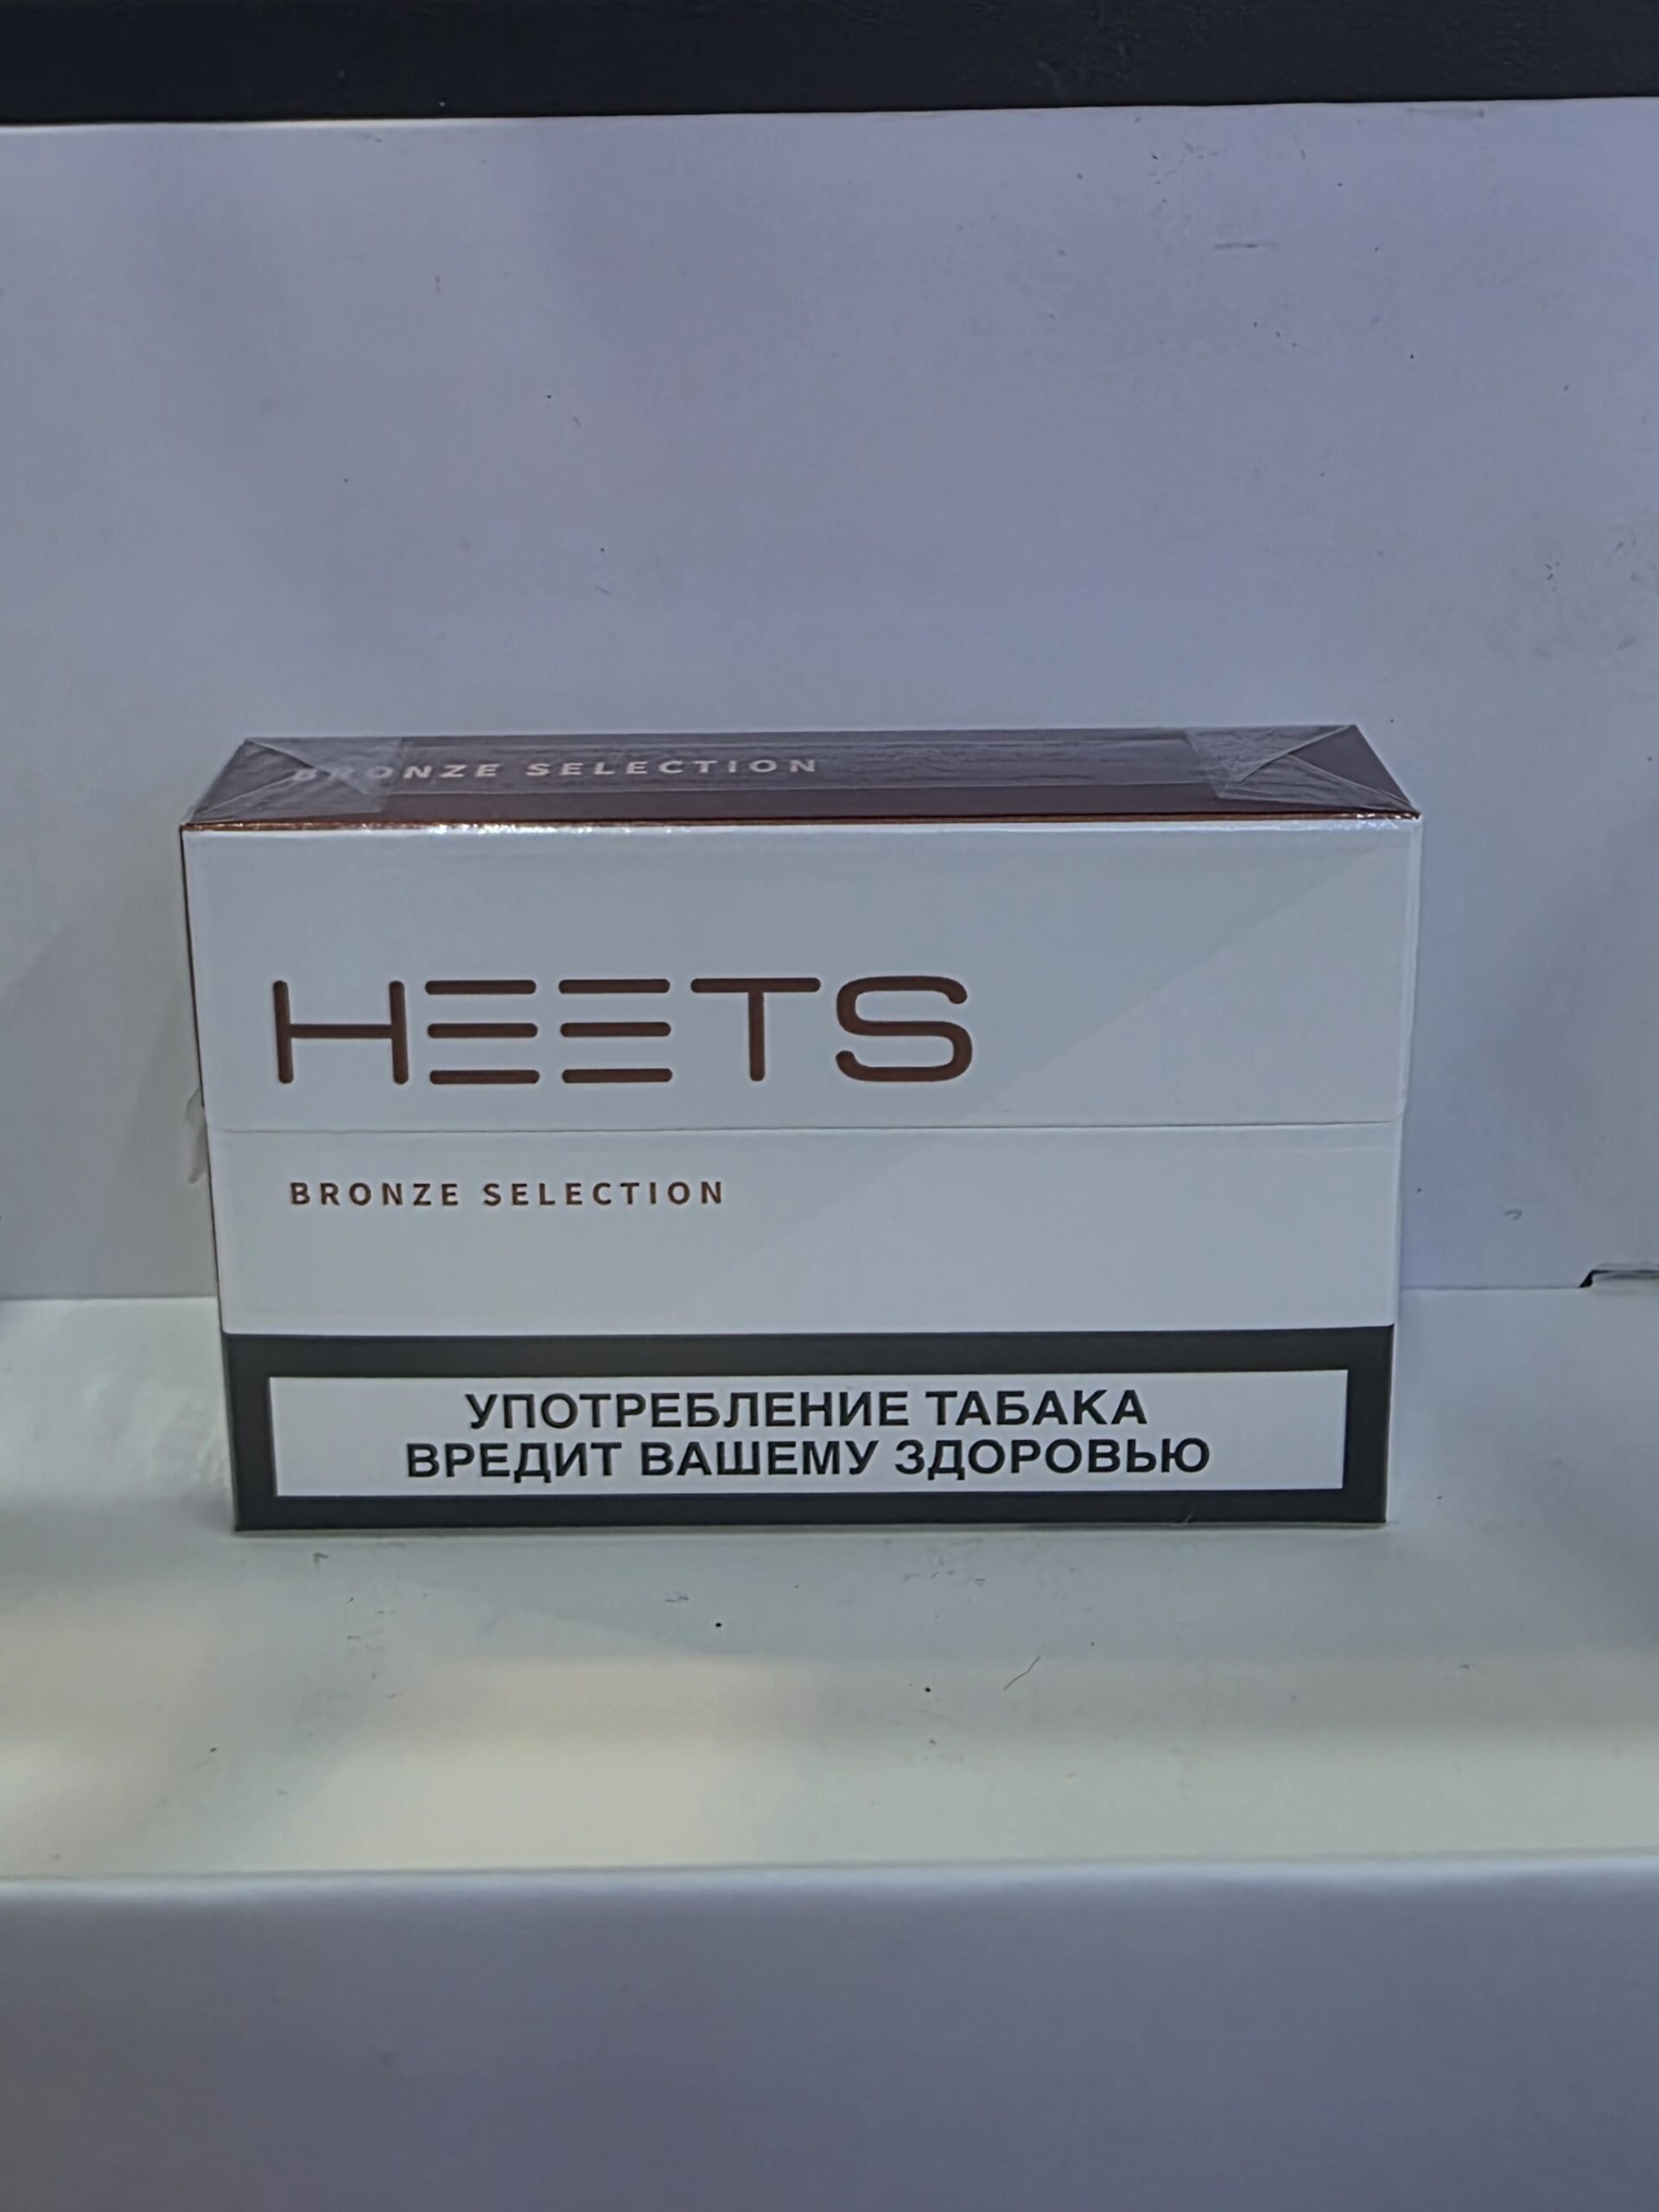 BRONZE SELECTION
HEETS
BRONZE SELECTION
УПОТРЕБЛЕНИЕ ТАБАКА
ВРЕДИТ ВАШЕМУ ЗДОРОВЬЮ